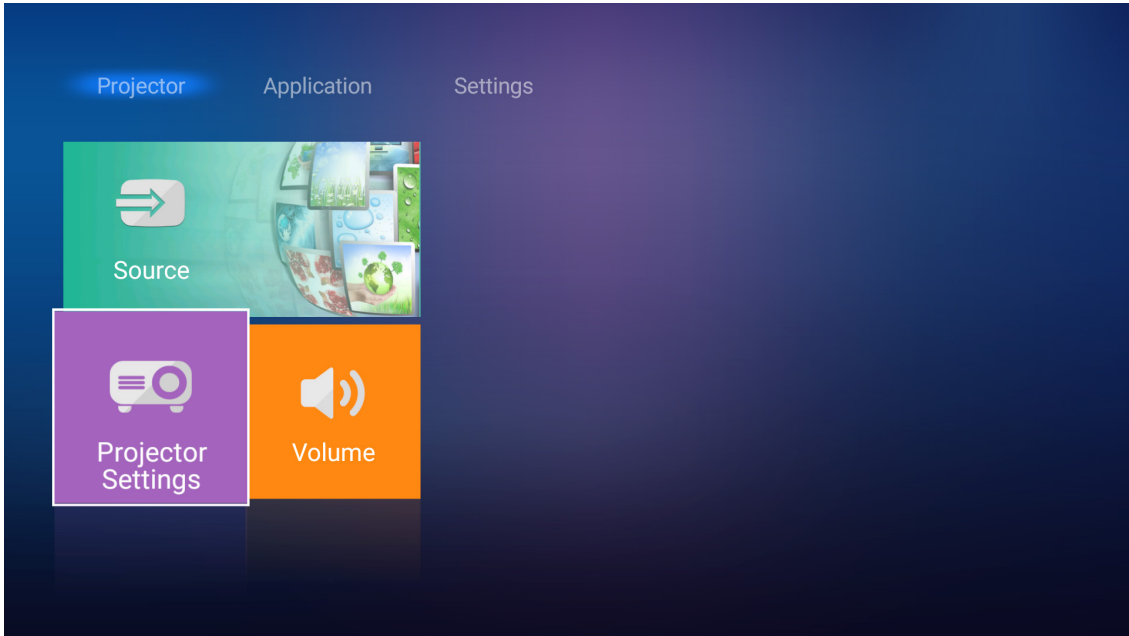 Projector
Application
Settings
Source
Projector
Settings
Volume